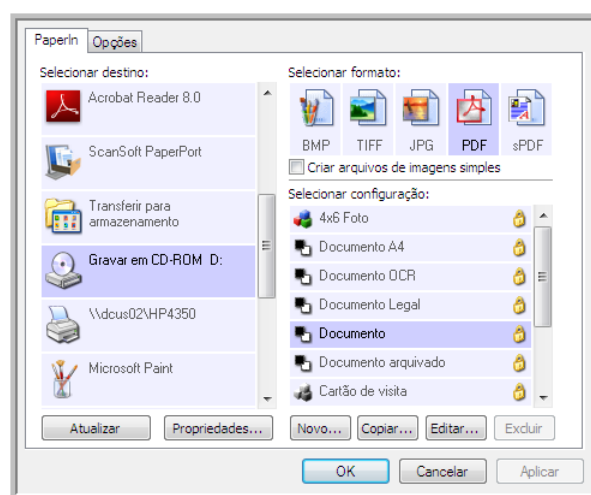 PaperIn
Opções
Selecionar destino:
Acrobat Reader 8.0
ScanSoft PaperPort
Transferir para
armazenamento
Gravar em CD-ROM D:
\\dcus02\HP4350
Microsoft Paint
Atualizar
Propriedades...
Selecionar formato:
BMP
TIFF
JPG
PDF
sPDF
Criar arquivos de imagens simples
Selecionar configuração:
4x6 Foto
Documento A4
Documento OCR
Documento Legal
Documento
Documento arquivado
Cartão de visita
Novo...
Copiar...
Editar...
Excluir
OK
Cancelar
Aplicar